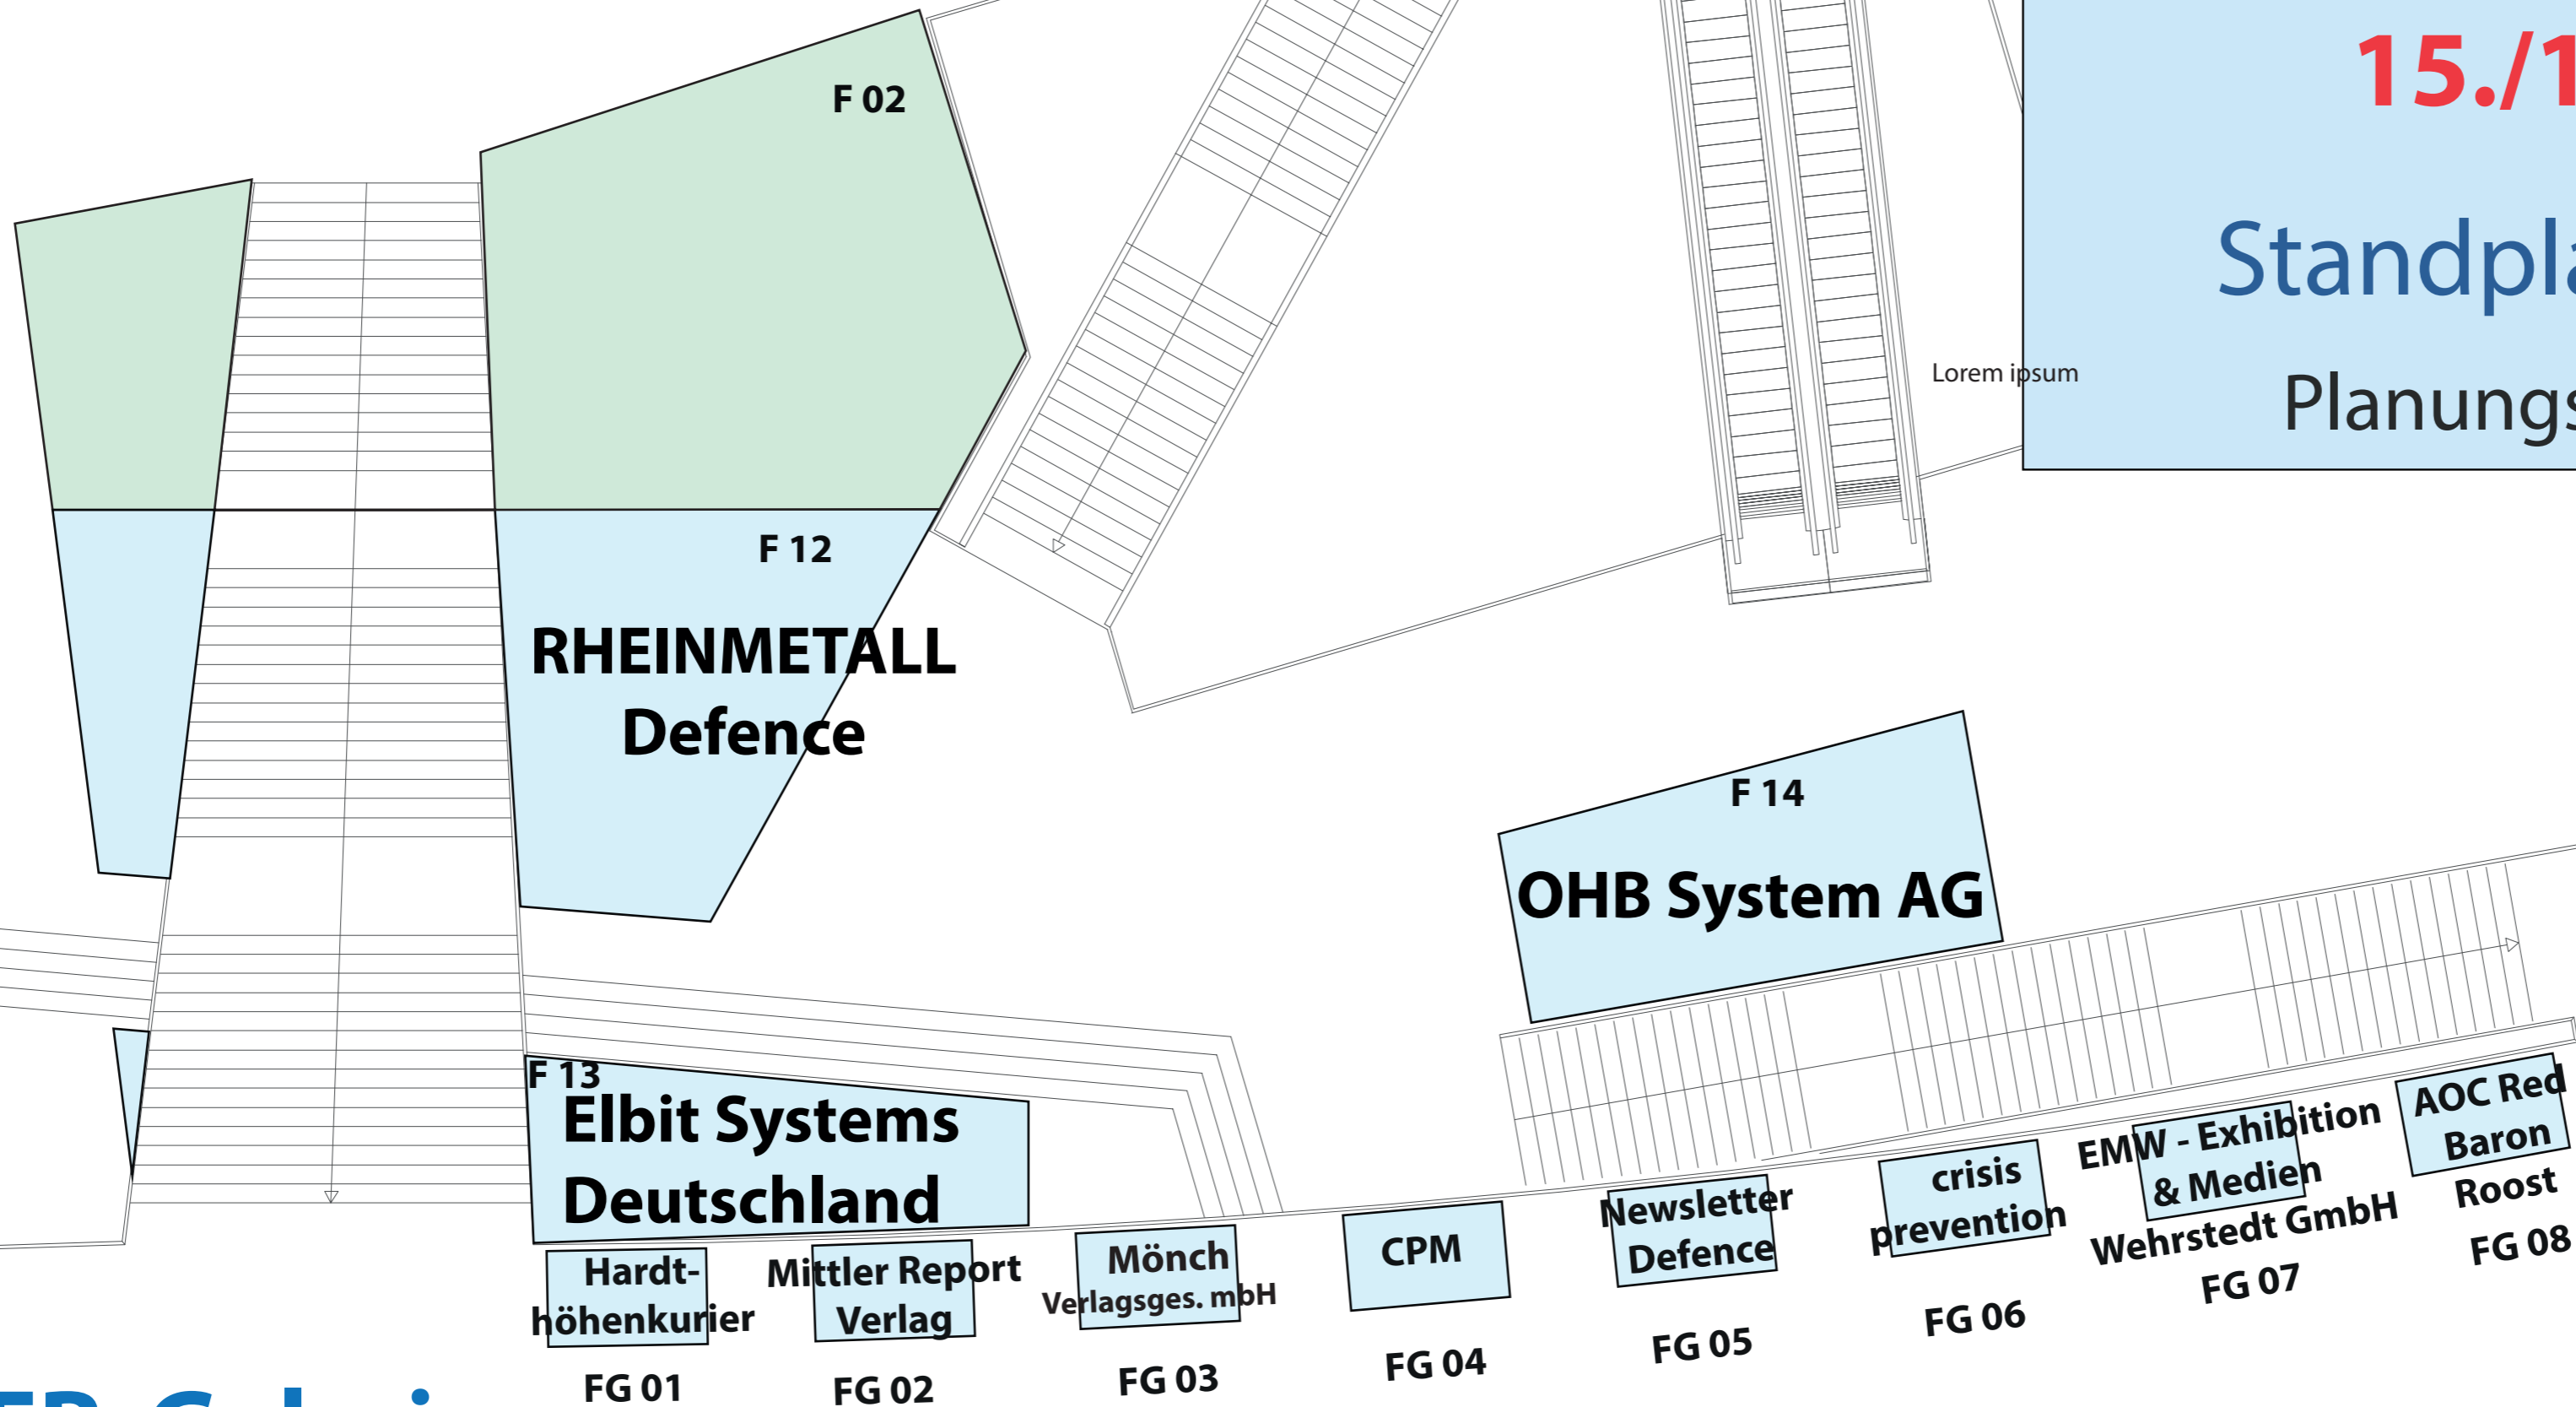 15./1
Standpla
Planungs
Lorem ipsum
F 02
F 12
RHEINMETALL
Defence
F 14
OHB System AG
F 13
Elbit Systems
Deutschland
Hardt-
höhenkurier
FG 01
Mittler Report
Verlag
FG 02
Mönch
Verlagsges. mbH
FG 03
CPM
FG 04
Newsletter
Defence
FG 05
crisis
prevention
FG 06
EMW - Exhibition
& Medien
Wehrstedt GmbH
FG 07
AOC Red
Baron
Roost
FG 08